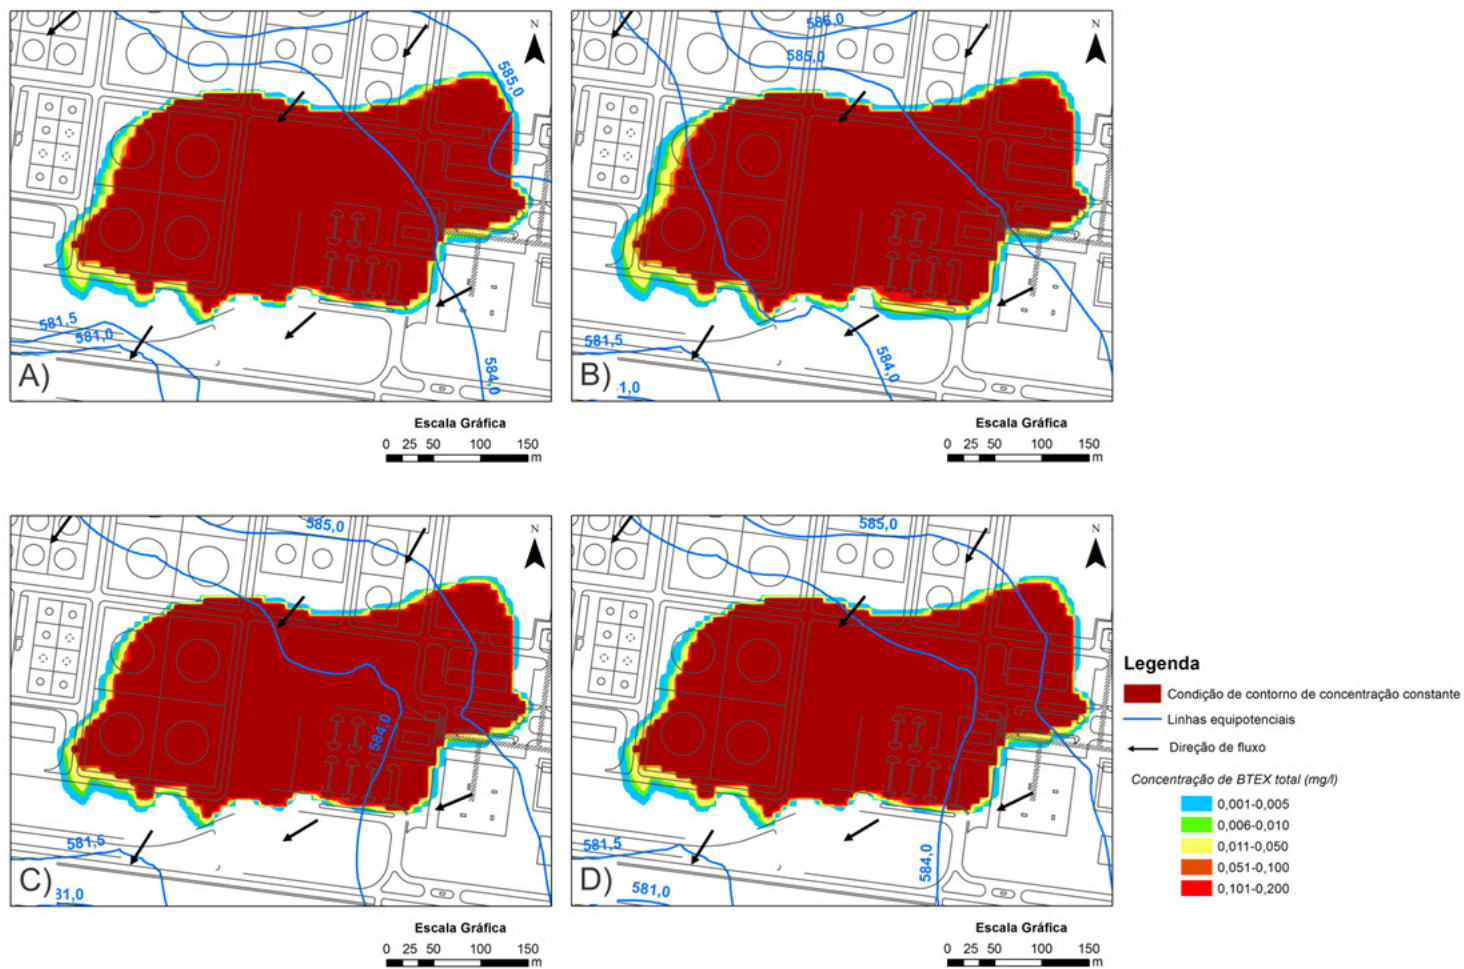 N
585,0
581,5
581,0
584,0
A)
Escala Gráfica
0 25 50 100 150
m
N
586,0
585,0
581,5
584,0
1,0
B)
Escala Gráfica
0 25 50 100 150
m
N
585,0
584,0
581,5
31,0
C)
Escala Gráfica
0 25 50 100 150
m
N
585,0
581,5
584,0
581,0
D)
Escala Gráfica
0 25 50 100 150
m
Legenda
Condição de contorno de concentração constante
Linhas equipotenciais
Direção de fluxo
Concentração de BTEX total (mg/l)
0,001-0,005
0,006-0,010
0,011-0,050
0,051-0,100
0,101-0,200